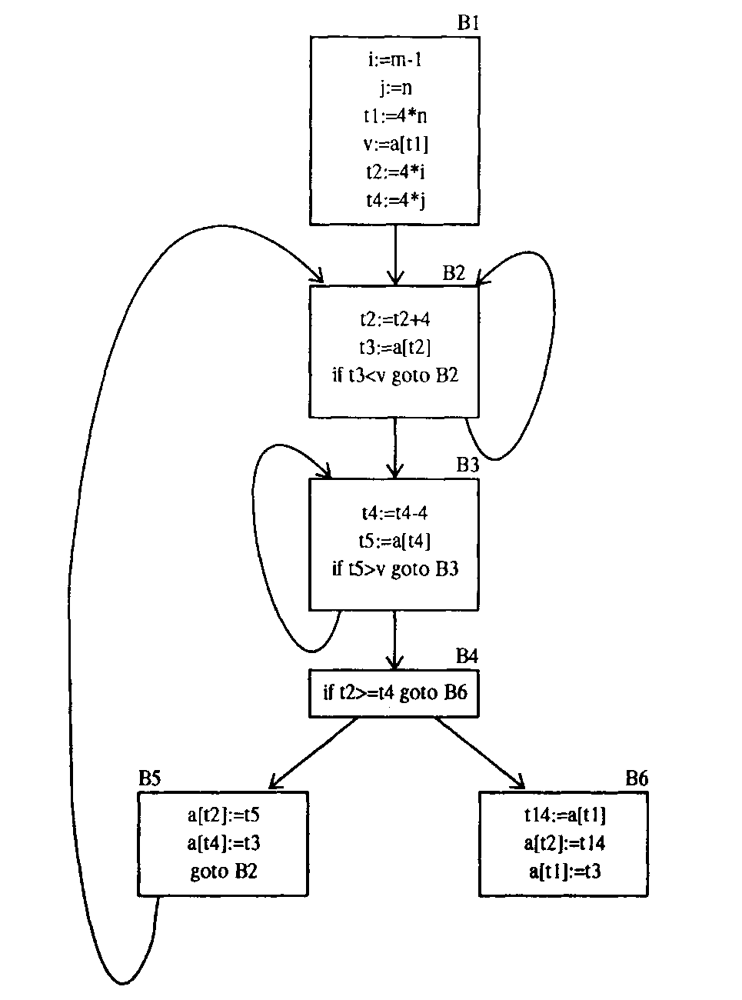 B1
i:=m-1
j:=n
t1:=4*n
v:=a[t1]
t2:=4*i
t4:=4*j
B2
t2:=t2+4
t3:=a[t2]
if t3<v goto B2
B3
t4:=t4-4
t5:=a[t4]
if t5>v goto B3
B4
if t2>=t4 goto B6
B5
a[t2]:=t5
a[t4]:=t3
goto B2
B6
t14:=a[t1]
a[t2]:=t14
a[t1]:=t3